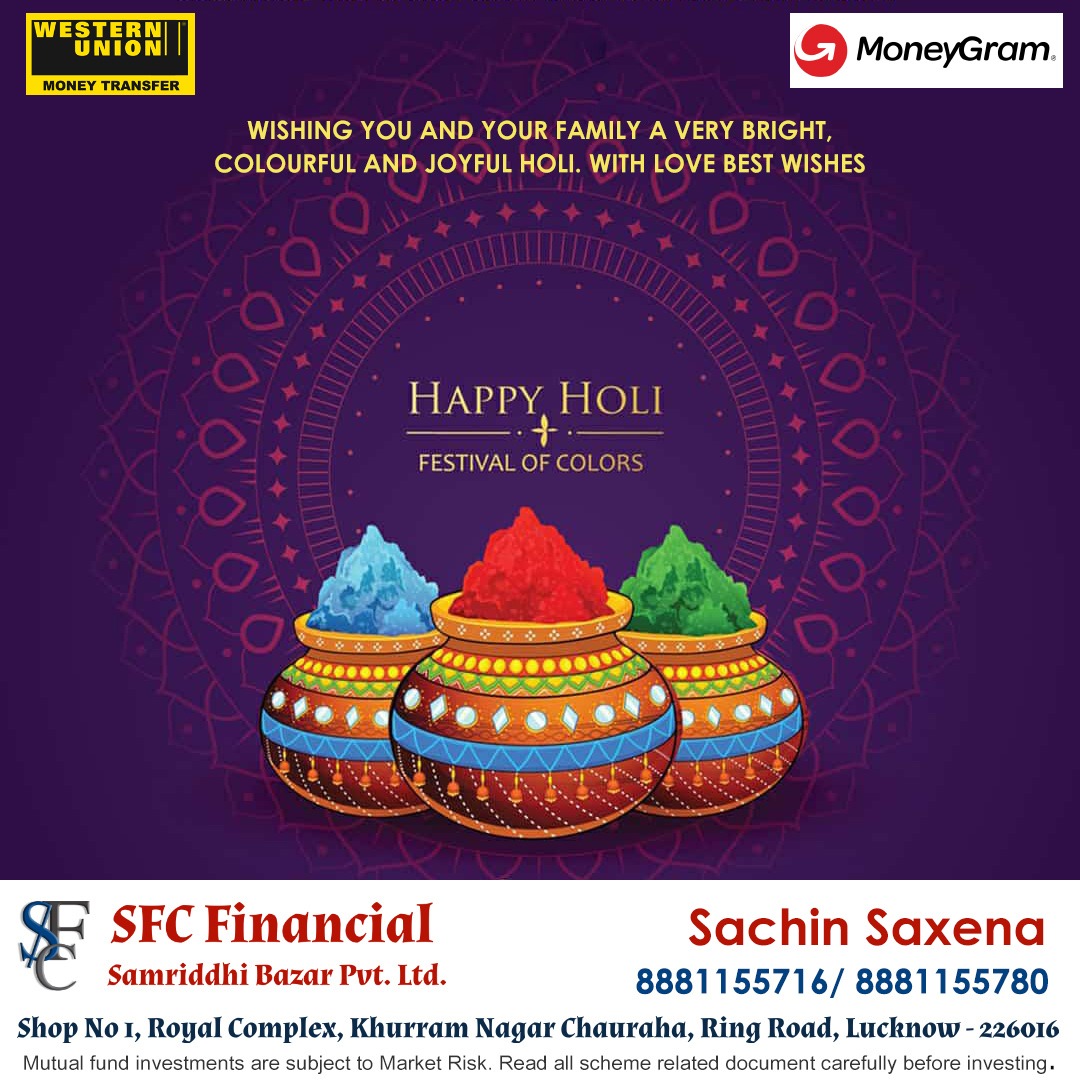 WESTERN
UNION
MONEY TRANSFER
MoneyGram®
WISHING YOU AND YOUR FAMILY A VERY BRIGHT,
COLOURFUL AND JOYFUL HOLI. WITH LOVE BEST WISHES
HAPPY HOLI
FESTIVAL OF COLORS
SFC
SFC Financial
Samriddhi Bazar Pvt. Ltd.
Sachin Saxena
8881155716/ 8881155780
Shop No 1, Royal Complex, Khurram Nagar Chauraha, Ring Road, Lucknow - 226016
Mutual fund investments are subject to Market Risk. Read all scheme related document carefully before investing.